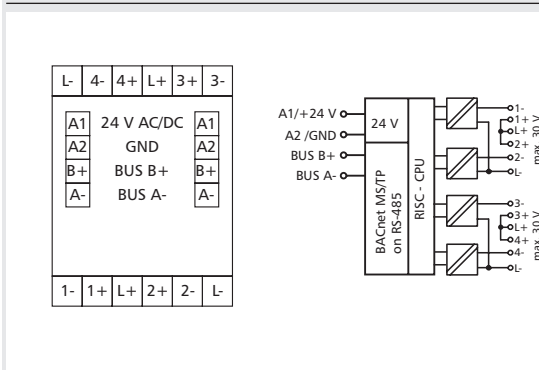 L- 4- 4+ L+ 3+ 3-
A1 24 V AC/DC A1
A2 GND A2
B+ BUS B+ B+
A- BUS A- A-
1- 1+ L+ 2+ 2- L-
A1/+24 V
A2 /GND
BUS B+
BUS A-
24 V
BACnet MS/TP
on RS-485
RISC - CPU
1-
1+
L+
2+
2-
L-
max. 30 V
3-
3+
L+
4+
4-
L-
max. 30 V